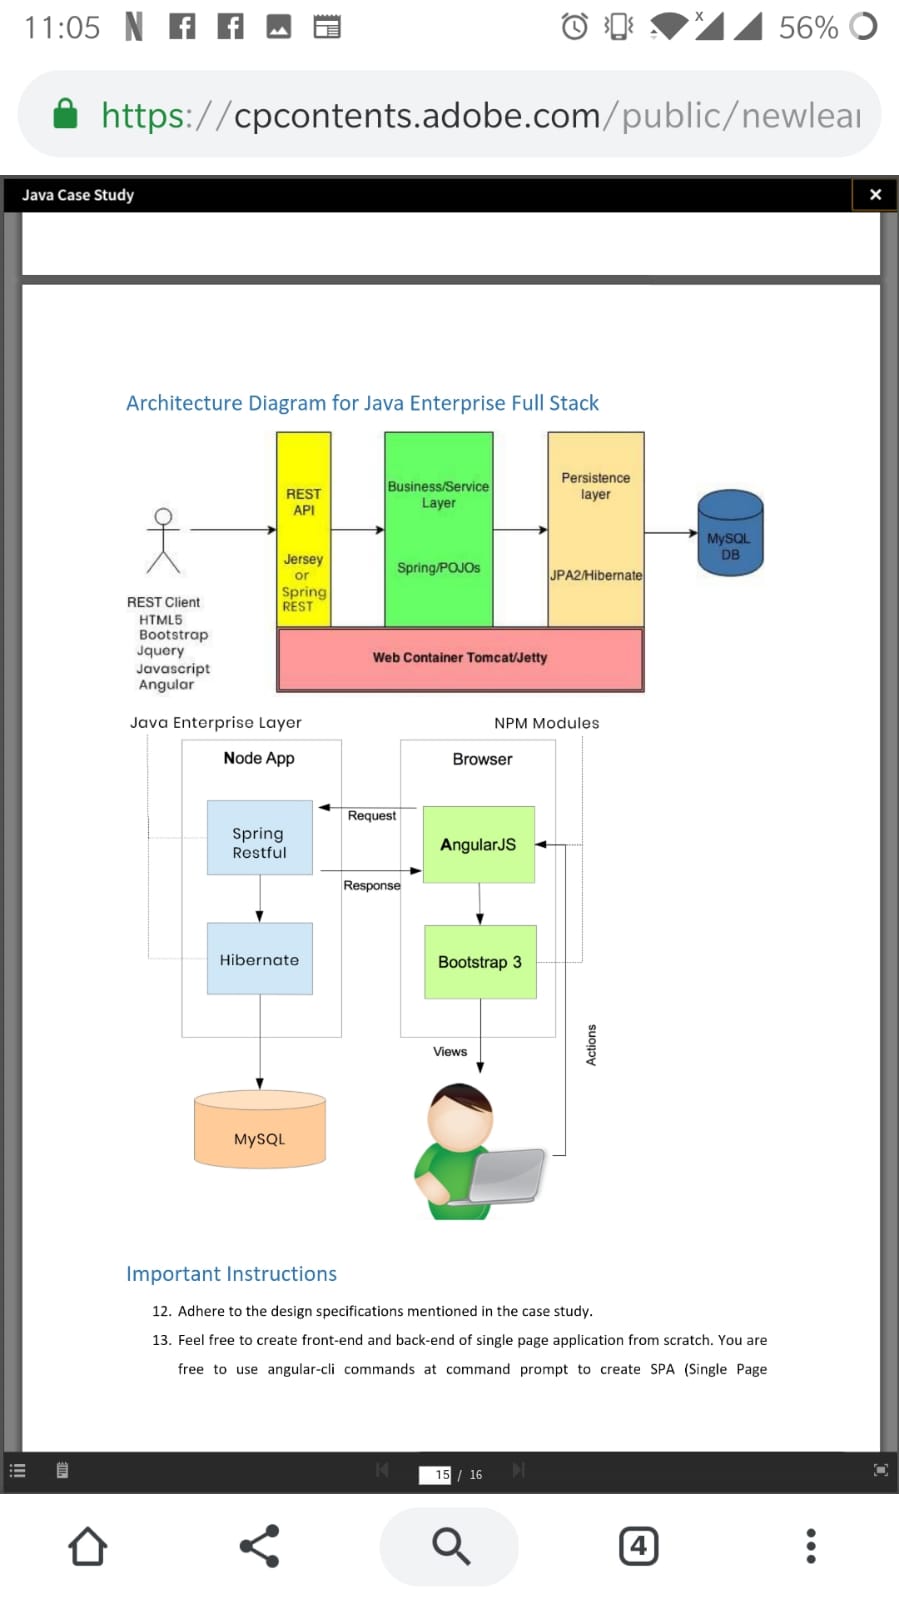 11:05
56%
https://cpcontents.adobe.com/public/newlear
Java Case Study
Architecture Diagram for Java Enterprise Full Stack
REST
API
Jersey
or
Spring
REST
Business/Service
Layer
Spring/POJOs
Persistence
layer
JPA2/Hibernate
MySQL
DB
REST Client
HTML5
Bootstrap
Jquery
Javascript
Angular
Web Container Tomcat/Jetty
Java Enterprise Layer
NPM Modules
Node App
Browser
Spring
Restful
Request
Response
AngularJS
Hibernate
Bootstrap 3
Views
Actions
MySQL
Important Instructions
12. Adhere to the design specifications mentioned in the case study.
13. Feel free to create front-end and back-end of single page application from scratch. You are
free to use angular-cli commands at command prompt to create SPA (Single Page
15 / 16
4